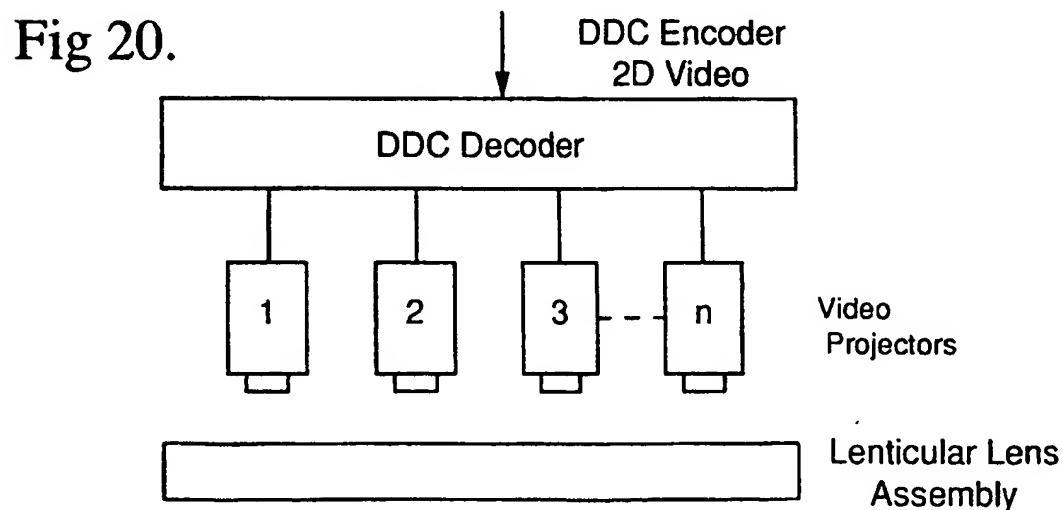 Fig 20.
DDC Encoder
2D Video
DDC Decoder
1
2
3
n
Video
Projectors
Lenticular Lens
Assembly